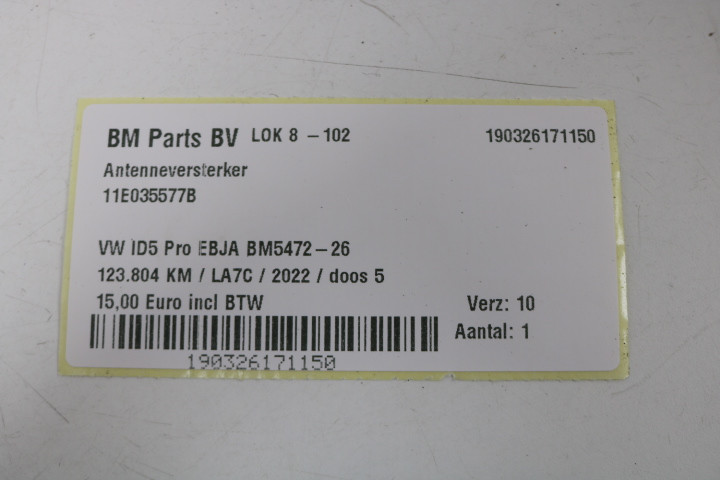 BM Parts BV LOK 8 - 102 190326171150
Antenneversterker
11E035577B
VW ID5 Pro EBJA BM5472-26
123.804 KM / LA7C / 2022 / doos 5
15,00 Euro incl BTW Verz: 10
Aantal: 1
190326171150